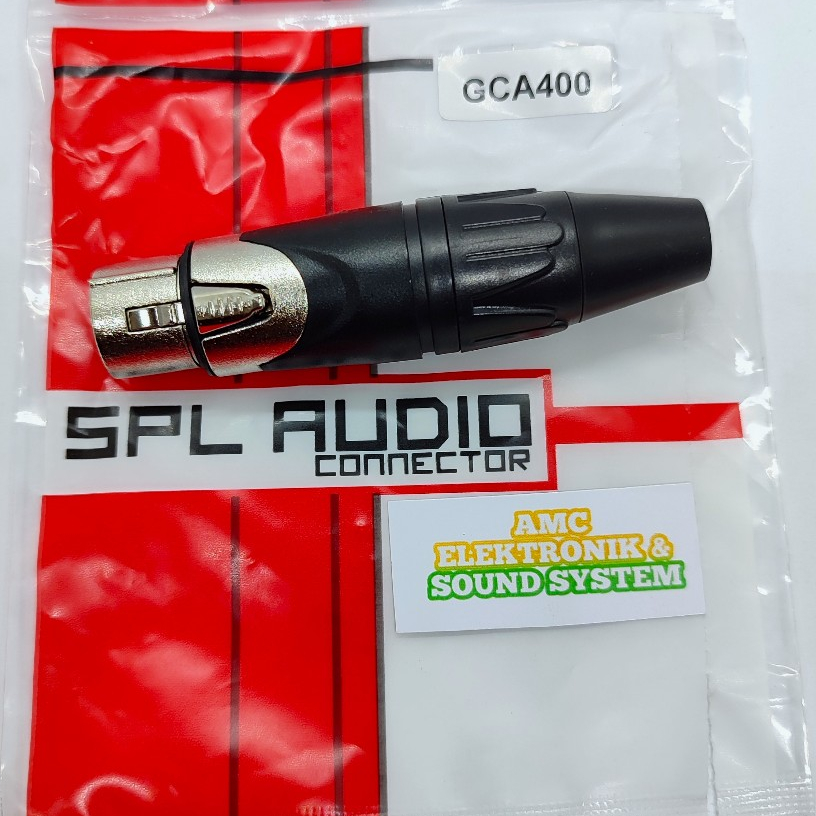 GCA400
SPL AUDIO
CONNECTOR
AMC
ELEKTRONIK &
SOUND SYSTEM